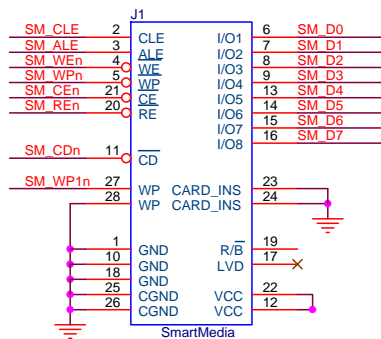 J1
SM_CLE 2 CLE I/O1 6 SM_D0
SM_ALE 3 ALE I/O2 7 SM_D1
SM_WEn 4 WE I/O3 8 SM_D2
SM_WPn 5 WP I/O4 9 SM_D3
SM_CEn 21 CE I/O5 13 SM_D4
SM_REn 20 RE I/O6 14 SM_D5
I/O7 15 SM_D6
I/O8 16 SM_D7
SM_CDn 11 CD
SM_WP1n 27 WP CARD_INS 23
28 WP CARD_INS 24
1 GND R/B 19
10 GND LVD 17
18 GND
25 CGND VCC 22
26 CGND VCC 12
SmartMedia